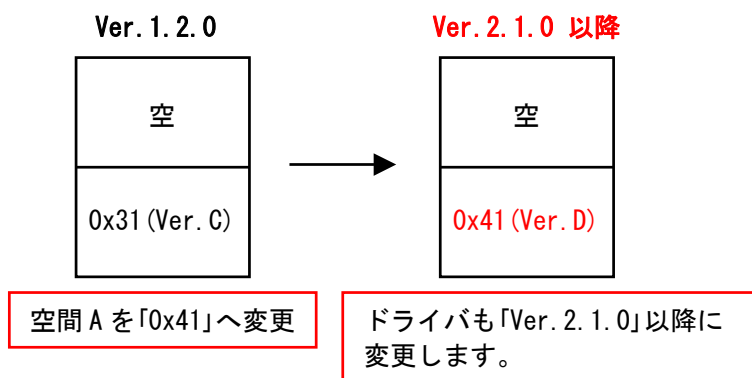 Ver.1.2.0
Ver.2.1.0 以降
空
空
0x31(Ver.C)
0x41(Ver.D)
空間Aを「0x41」へ変更
ドライバも「Ver.2.1.0」以降に
変更します。